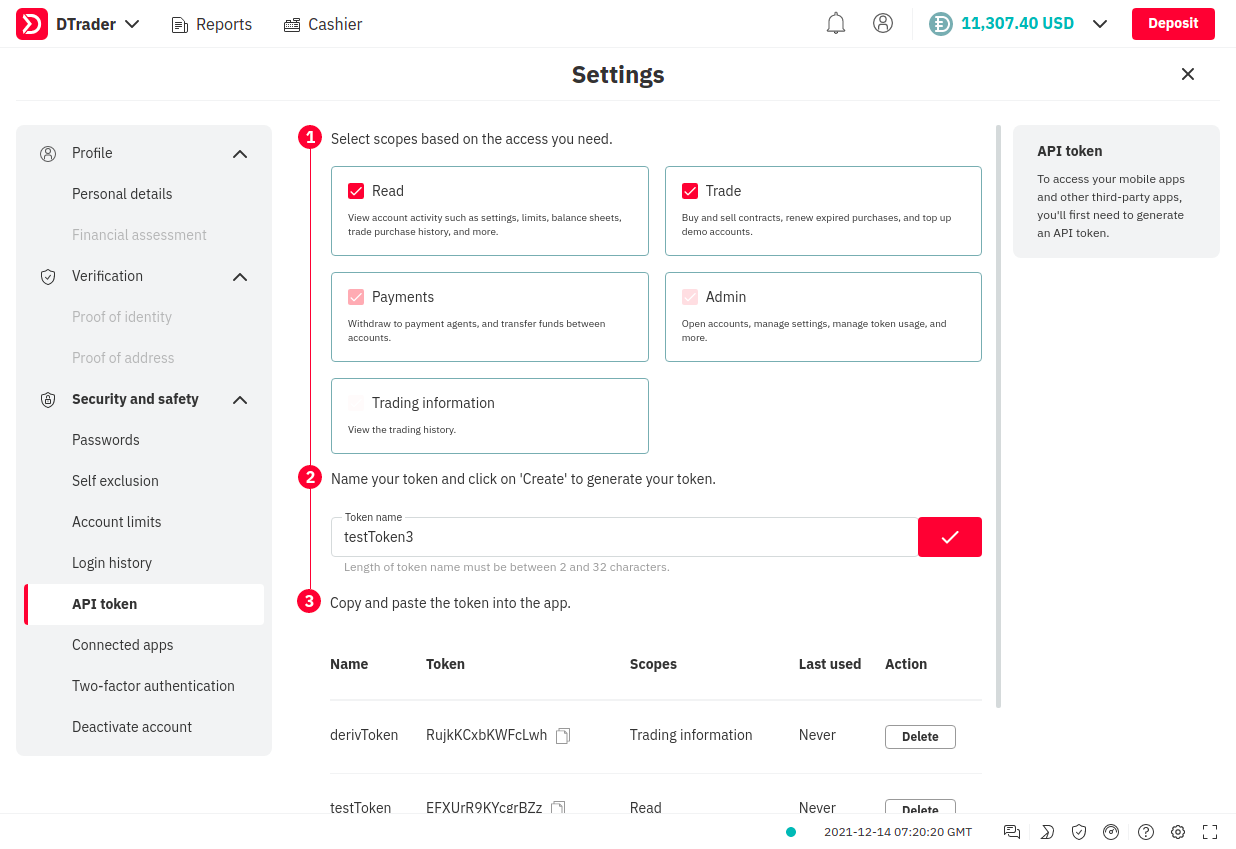 DTrader
Reports
Cashier
11,307.40 USD
Deposit
Settings
Profile
Personal details
Financial assessment
Verification
Proof of identity
Proof of address
Security and safety
Passwords
Self exclusion
Account limits
Login history
API token
Connected apps
Two-factor authentication
Deactivate account
1 Select scopes based on the access you need.
Read
View account activity such as settings, limits, balance sheets,
trade purchase history, and more.
Trade
Buy and sell contracts, renew expired purchases, and top up
demo accounts.
Payments
Withdraw to payment agents, and transfer funds between
accounts.
Admin
Open accounts, manage settings, manage token usage, and
more.
Trading information
View the trading history.
2 Name your token and click on 'Create' to generate your token.
Token name
testToken3
Length of token name must be between 2 and 32 characters.
3 Copy and paste the token into the app.
Name Token Scopes Last used Action
derivToken RujkKCxbKWFcLwh Trading information Never Delete
testToken EFXUrR9KYcgrBZz Read Never Delete
API token
To access your mobile apps
and other third-party apps,
you'll first need to generate
an API token.
2021-12-14 07:20:20 GMT